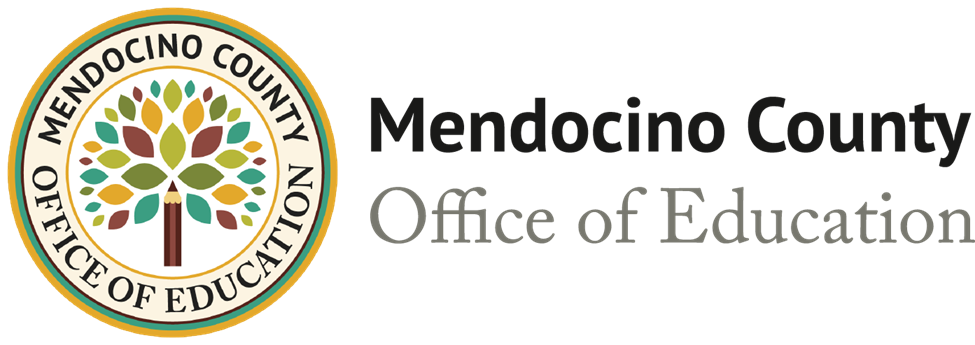 MENDOCINO COUNTY
OFFICE OF EDUCATION
Mendocino County
Office of Education